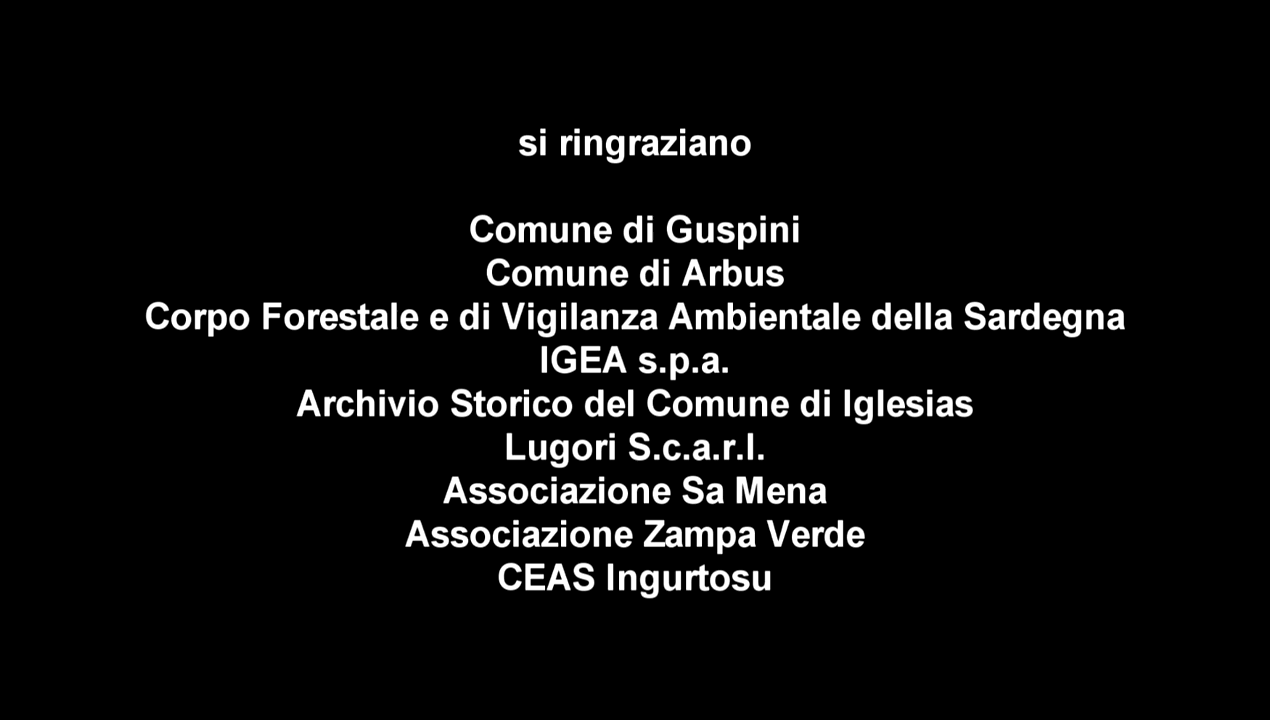 si ringraziano
Comune di Guspini
Comune di Arbus
Corpo Forestale e di Vigilanza Ambientale della Sardegna
IGEA s.p.a.
Archivio Storico del Comune di Iglesias
Lugori S.c.a.r.l.
Associazione Sa Mena
Associazione Zampa Verde
CEAS Ingurtosu